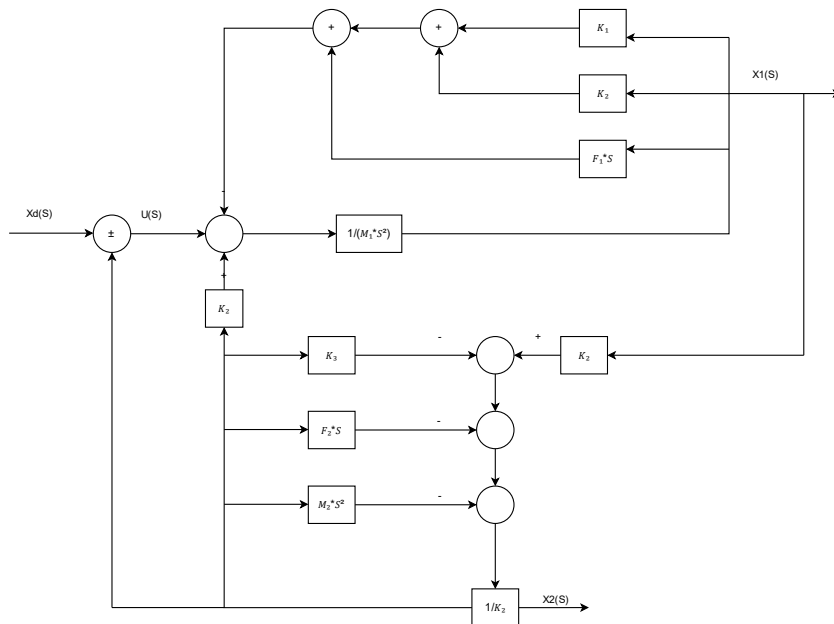 +
+
K₁
X1(S)
K₂
F₁*S
-
Xd(S)
U(S)
±
1/(M₁*S²)
+
K₂
-
+
K₃
K₂
-
F₂*S
-
M₂*S²
1/K₂
X2(S)